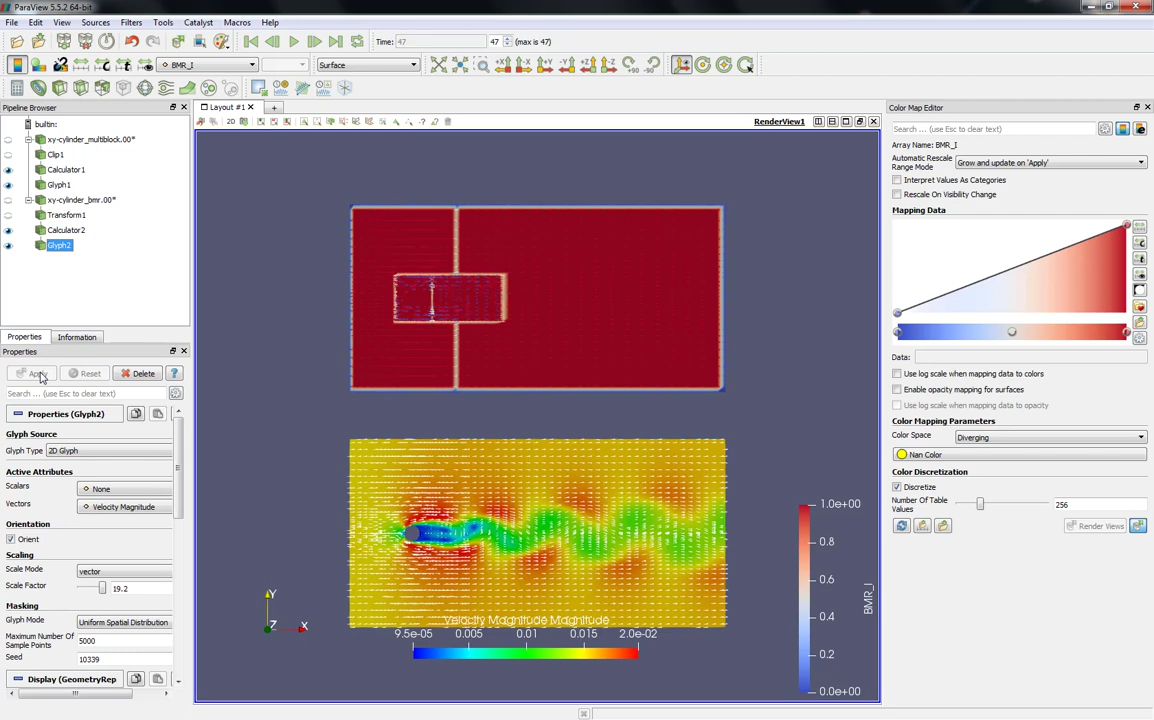 ParaView 5.5.2 64-bit
File Edit View Sources Filters Tools Catalyst Macros Help
Time: 47 47 (max is 47)
BMR_I Surface
Pipeline Browser
builtin:
xy-cylinder_multiblock.00*
Clip1
Calculator1
Glyph1
xy-cylinder_bmr.00*
Transform1
Calculator2
Glyph2
Properties Information
Properties
Apply Reset Delete ?
Search ... (use Esc to clear text)
Properties (Glyph2)
Glyph Source
Glyph Type 2D Glyph
Active Attributes
Scalars None
Vectors Velocity Magnitude
Orientation
Orient
Scaling
Scale Mode vector
Scale Factor 19.2
Masking
Glyph Mode Uniform Spatial Distribution
Maximum Number Of
Sample Points 5000
Seed 10339
Display (GeometryRep
Layout #1 +
2D
RenderView1
Velocity Magnitude Magnitude
9.5e-05 0.005 0.01 0.015 2.0e-02
Y
Z X
1.0e+00
0.8
0.6
0.4
0.2
0.0e+00
BMR_I
Color Map Editor
Search ... (use Esc to clear text)
Array Name: BMR_I
Automatic Rescale
Range Mode Grow and update on 'Apply'
Interpret Values As Categories
Rescale On Visibility Change
Mapping Data
Data:
Use log scale when mapping data to colors
Enable opacity mapping for surfaces
Use log scale when mapping data to opacity
Color Mapping Parameters
Color Space Diverging
Nan Color
Color Discretization
Discretize
Number Of Table
Values 256
Render Views